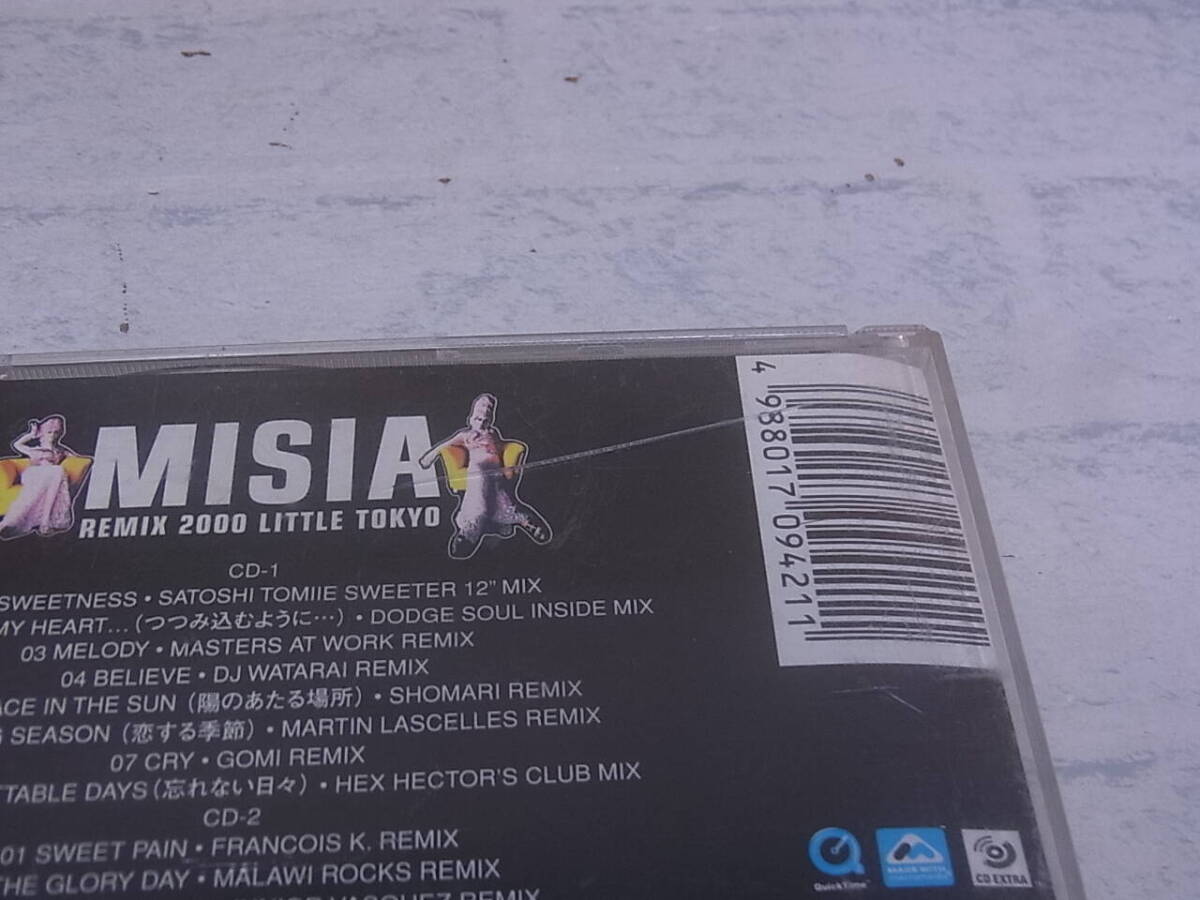 MISIA
REMIX 2000 LITTLE TOKYO
CD-1
SWEETNESS • SATOSHI TOMIIE SWEETER 12" MIX
MY HEART...(つつみ込むように…) • DODGE SOUL INSIDE MIX
03 MELODY • MASTERS AT WORK REMIX
04 BELIEVE • DJ WATARAI REMIX
IN THE SUN (陽のあたる場所) • SHOMARI REMIX
SEASON (恋する季節) • MARTIN LASCELLES REMIX
07 CRY • GOMI REMIX
DAYS (忘れない日々) • HEX HECTOR'S CLUB MIX
CD-2
01 SWEET PAIN • FRANCOIS K. REMIX
THE GLORY DAY • MALAWI ROCKS REMIX
REMIX
4 988017 094211
QuickTime™
CD EXTRA